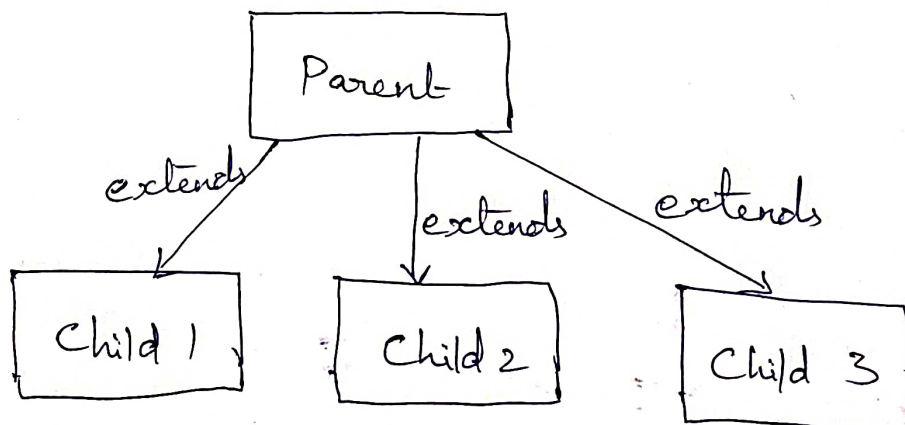 Parent
extends
extends
extends
Child 1
Child 2
Child 3